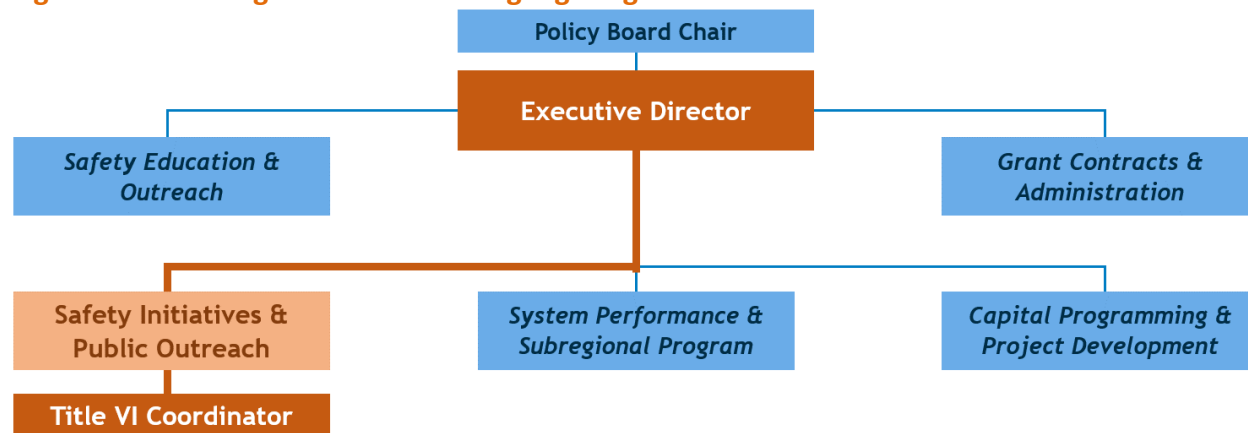 Policy Board Chair
Executive Director
Safety Education &
Outreach
Grant Contracts &
Administration
Safety Initiatives &
Public Outreach
System Performance &
Subregional Program
Capital Programming &
Project Development
Title VI Coordinator